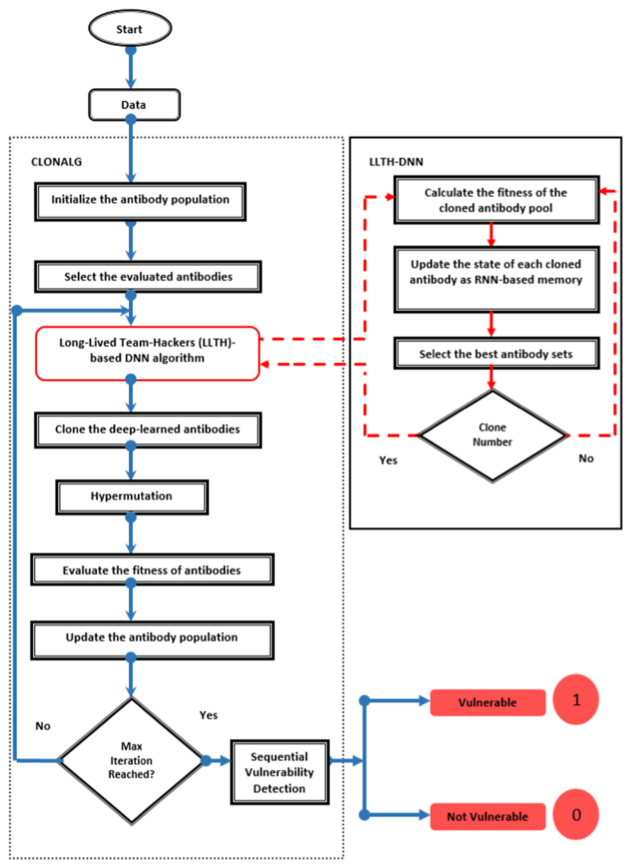 Start
Data
CLONALG
Initialize the antibody population
Select the evaluated antibodies
Long-Lived Team-Hackers (LLTH)-
based DNN algorithm
Clone the deep-learned antibodies
Hypermutation
Evaluate the fitness of antibodies
Update the antibody population
No
Yes
Max
Iteration
Reached?
Sequential
Vulnerability
Detection
LLTH-DNN
Calculate the fitness of the
cloned antibody pool
Update the state of each cloned
antibody as RNN-based memory
Select the best antibody sets
Clone
Number
Yes
No
Vulnerable
1
Not Vulnerable
0